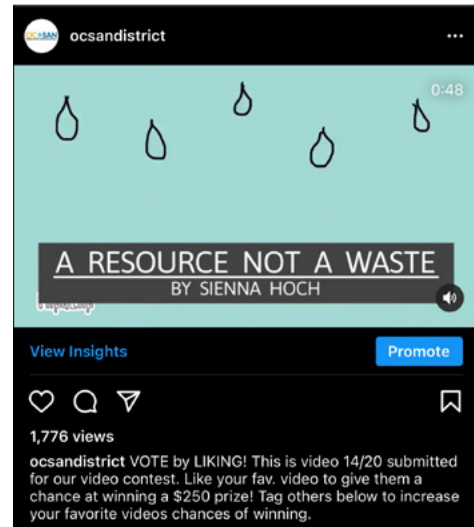 OC SAN
ocsandistrict
0:48
A RESOURCE NOT A WASTE
BY SIENNA HOCH
View Insights
Promote
1,776 views
ocsandistrict VOTE by LIKING! This is video 14/20 submitted
for our video contest. Like your fav. video to give them a
chance at winning a $250 prize! Tag others below to increase
your favorite videos chances of winning.